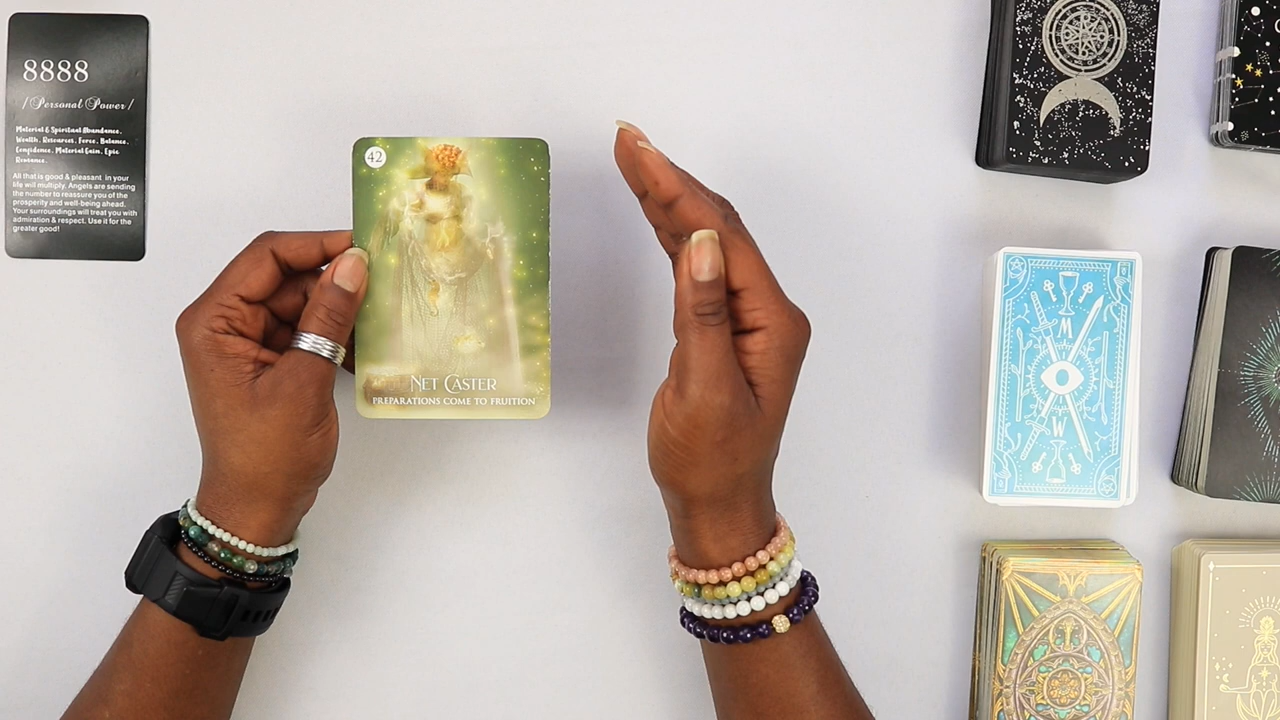 8888
/Personal Power/
Material & Spiritual Abundance,
Wealth, Resources, Force, Balance,
Confidence, Material Gain, Epic
Romance.
All that is good & pleasant in your
life will multiply. Angels are sending
the number to reassure you of the
prosperity and well-being ahead.
Your surroundings will treat you with
admiration & respect. Use it for the
greater good!
42
NET CASTER
PREPARATIONS COME TO FRUITION
M
W